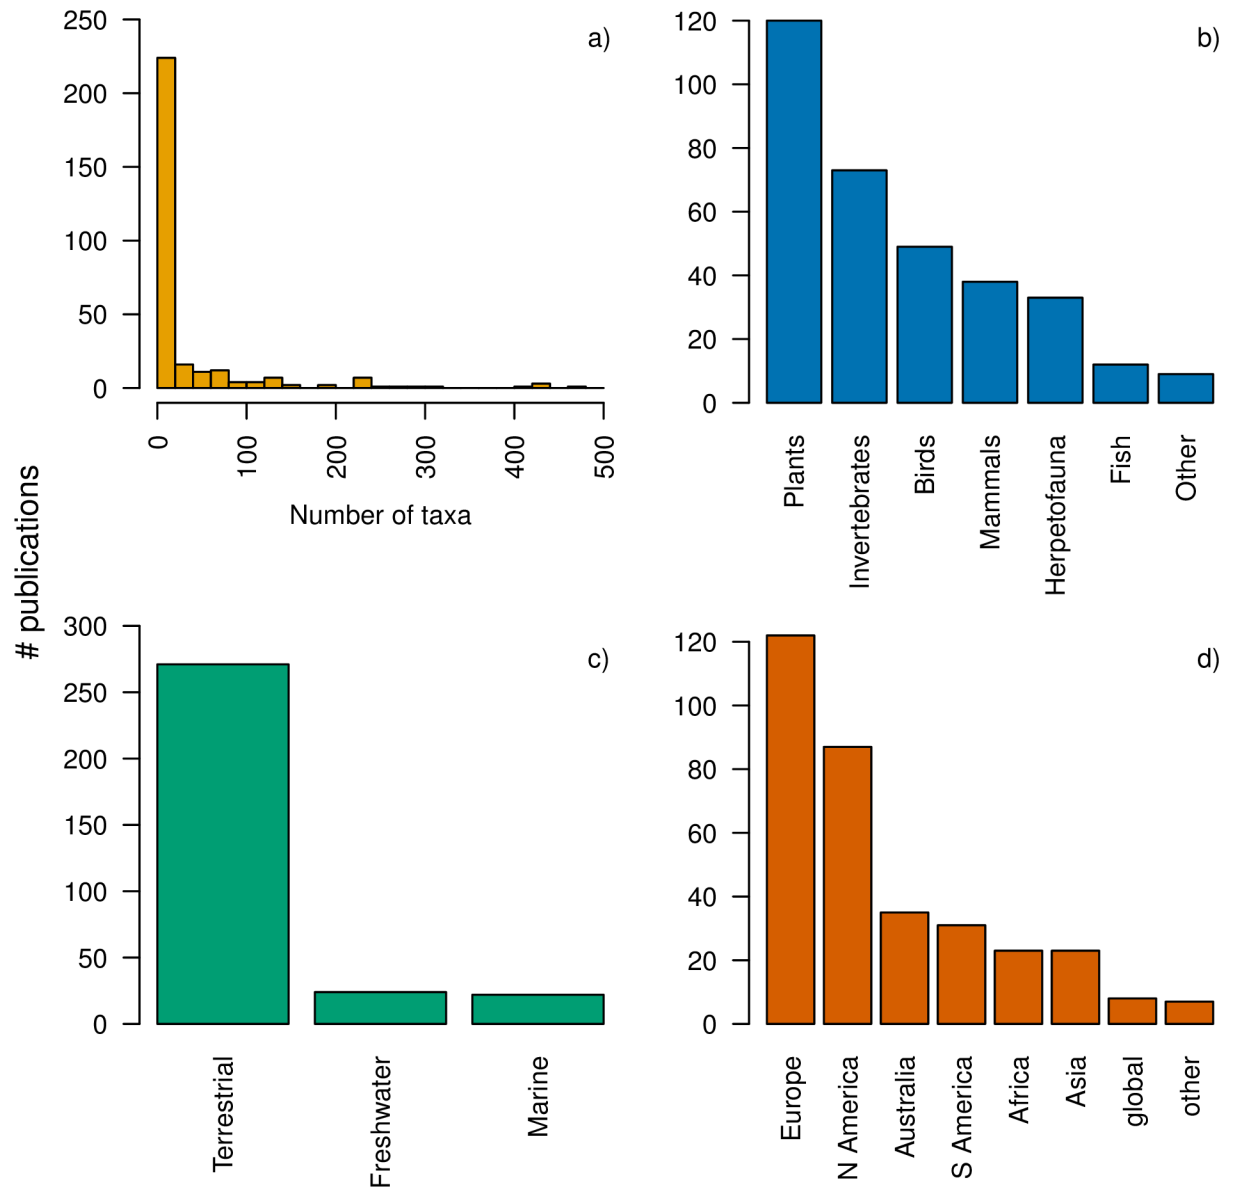 # publications
a)
250
200
150
100
50
0
0 100 200 300 400 500
Number of taxa
b)
120
100
80
60
40
20
0
Plants
Invertebrates
Birds
Mammals
Herpetofauna
Fish
Other
c)
300
250
200
150
100
50
0
Terrestrial
Freshwater
Marine
d)
120
100
80
60
40
20
0
Europe
N America
Australia
S America
Africa
Asia
global
other